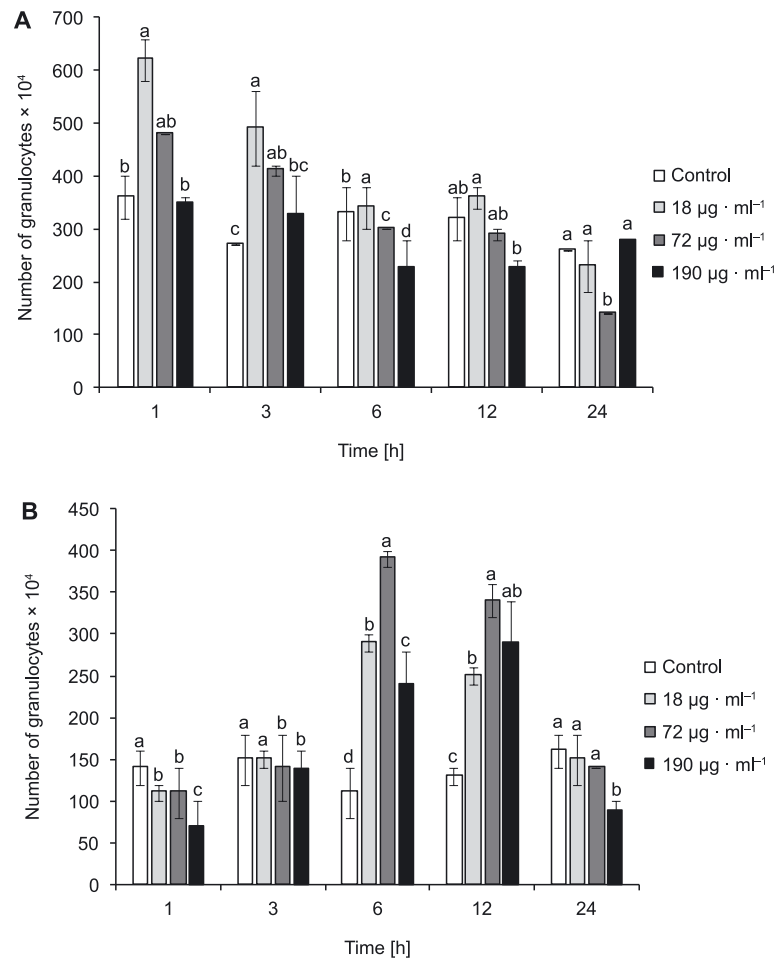 A
700
600
500
400
300
200
100
0
Number of granulocytes × 10⁴
a
ab
b
b
a
ab
bc
c
b
a
c
d
ab
a
ab
b
a
a
b
a
1
3
6
12
24
Time [h]
Control
18 µg · ml⁻¹
72 µg · ml⁻¹
190 µg · ml⁻¹
B
450
400
350
300
250
200
150
100
50
0
Number of granulocytes × 10⁴
a
b
b
c
a
a
b
b
d
b
a
c
c
b
a
ab
a
a
a
b
1
3
6
12
24
Time [h]
Control
18 µg · ml⁻¹
72 µg · ml⁻¹
190 µg · ml⁻¹